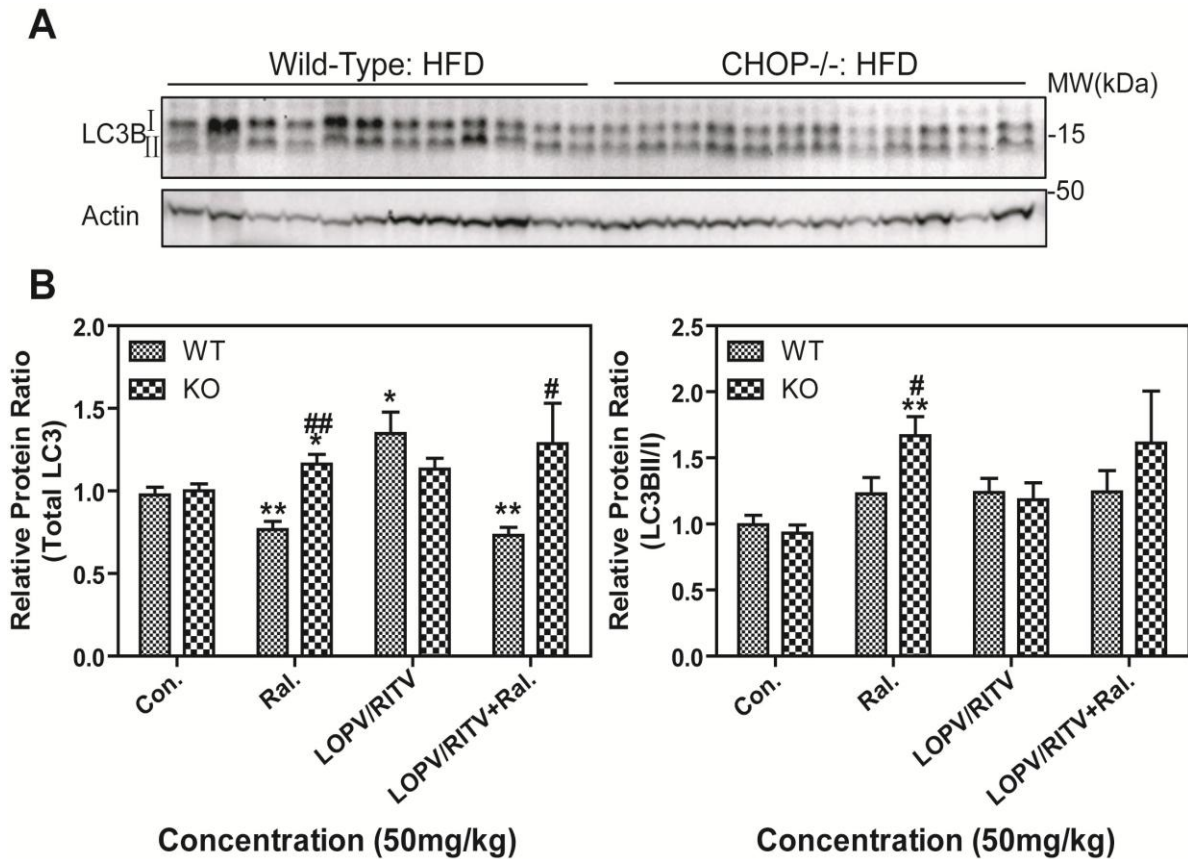 A
Wild-Type: HFD
CHOP-/-: HFD
MW(kDa)
I
LC3B
II
-15
-50
Actin
B
2.0
1.5
1.0
0.5
0.0
Relative Protein Ratio
(Total LC3)
WT
KO
**
##
*
*
**
#
Con.
Ral.
LOPV/RITV
LOPV/RITV+Ral.
Concentration (50mg/kg)
2.5
2.0
1.5
1.0
0.5
0.0
Relative Protein Ratio
(LC3BII/I)
WT
KO
#
**
Con.
Ral.
LOPV/RITV
LOPV/RITV+Ral.
Concentration (50mg/kg)